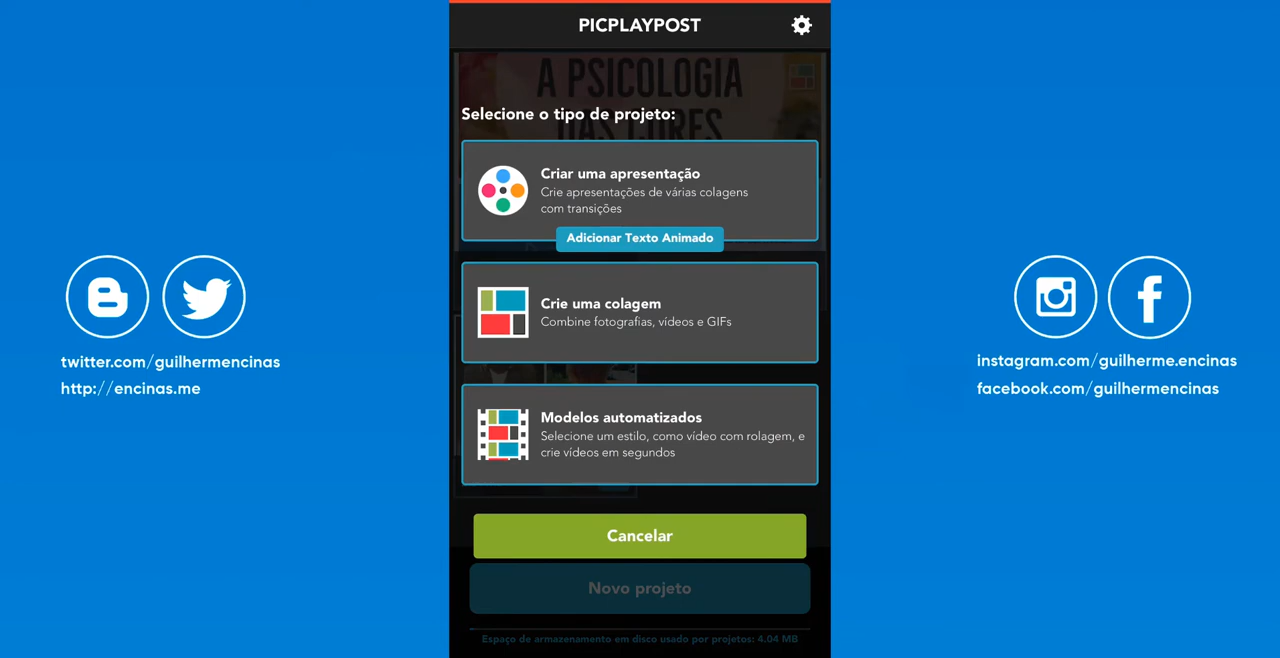 PICPLAYPOST
A PSICOLOGIA
DAS CORES
Selecione o tipo de projeto:
Criar uma apresentação
Crie apresentações de várias colagens
com transições
Adicionar Texto Animado
Crie uma colagem
Combine fotografias, vídeos e GIFs
Modelos automatizados
Selecione um estilo, como vídeo com rolagem, e
crie vídeos em segundos
Cancelar
Novo projeto
Espaço de armazenamento em disco usado por projetos: 4.04 MB
twitter.com/guilhermencinas
http://encinas.me
instagram.com/guilherme.encinas
facebook.com/guilhermencinas